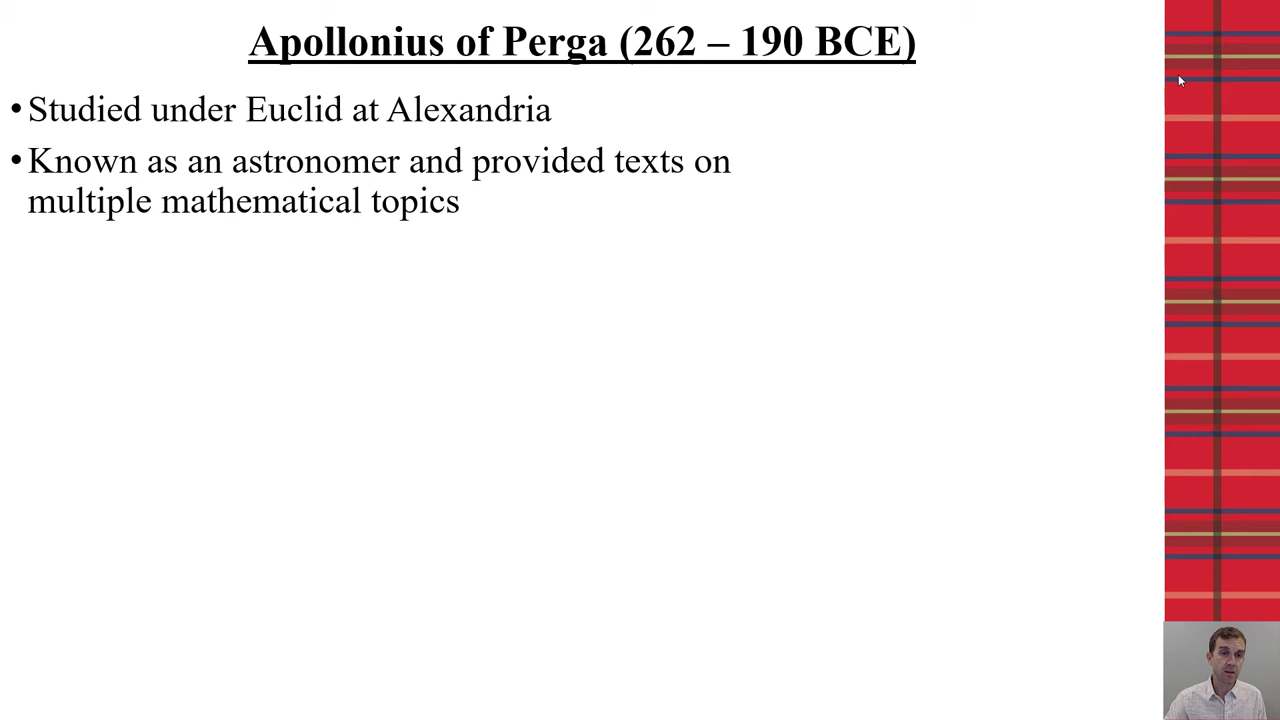 Apollonius of Perga (262 – 190 BCE)
• Studied under Euclid at Alexandria
• Known as an astronomer and provided texts on
multiple mathematical topics